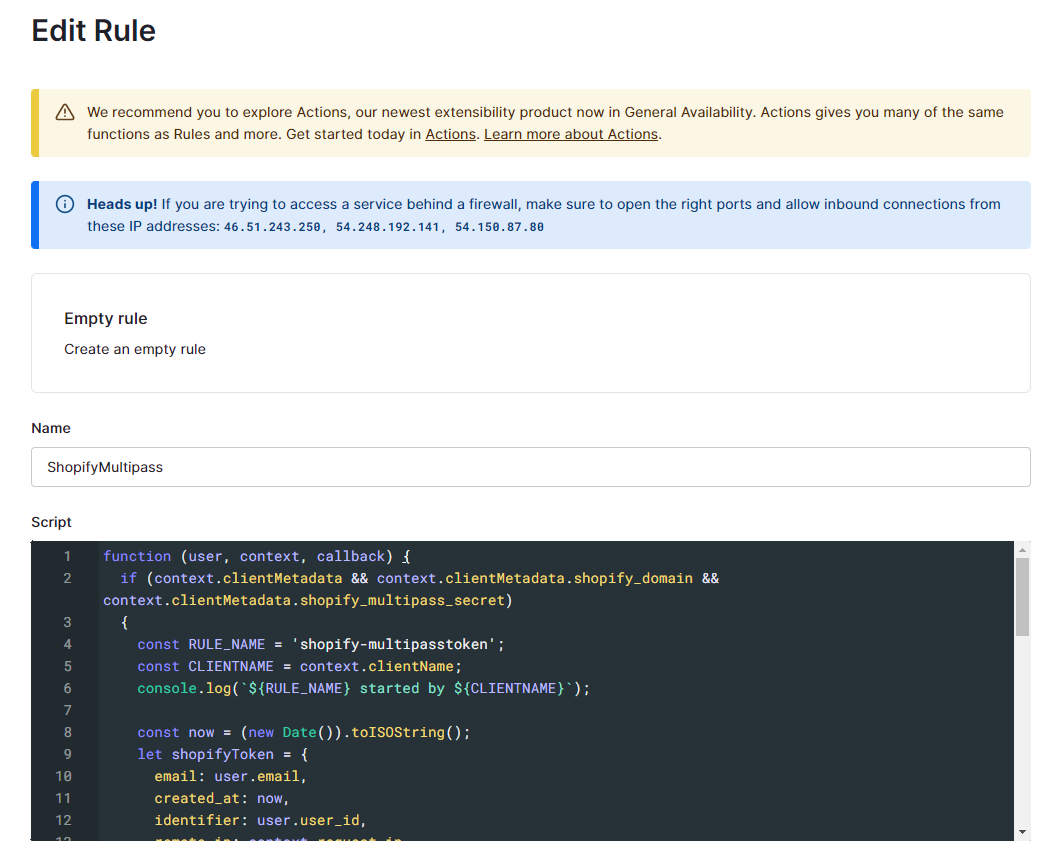 Edit Rule
We recommend you to explore Actions, our newest extensibility product now in General Availability. Actions gives you many of the same
functions as Rules and more. Get started today in Actions. Learn more about Actions.
Heads up! If you are trying to access a service behind a firewall, make sure to open the right ports and allow inbound connections from
these IP addresses: 46.51.243.250, 54.248.192.141, 54.150.87.80
Empty rule
Create an empty rule
Name
ShopifyMultipass
Script
1 function (user, context, callback) {
2 if (context.clientMetadata && context.clientMetadata.shopify_domain &&
context.clientMetadata.shopify_multipass_secret)
3 {
4 const RULE_NAME = 'shopify-multipasstoken';
5 const CLIENTNAME = context.clientName;
6 console.log(`${RULE_NAME} started by ${CLIENTNAME}`);
7
8 const now = (new Date()).toISOString();
9 let shopifyToken = {
10 email: user.email,
11 created_at: now,
12 identifier: user.user_id,
13 remote_ip: context.request.ip